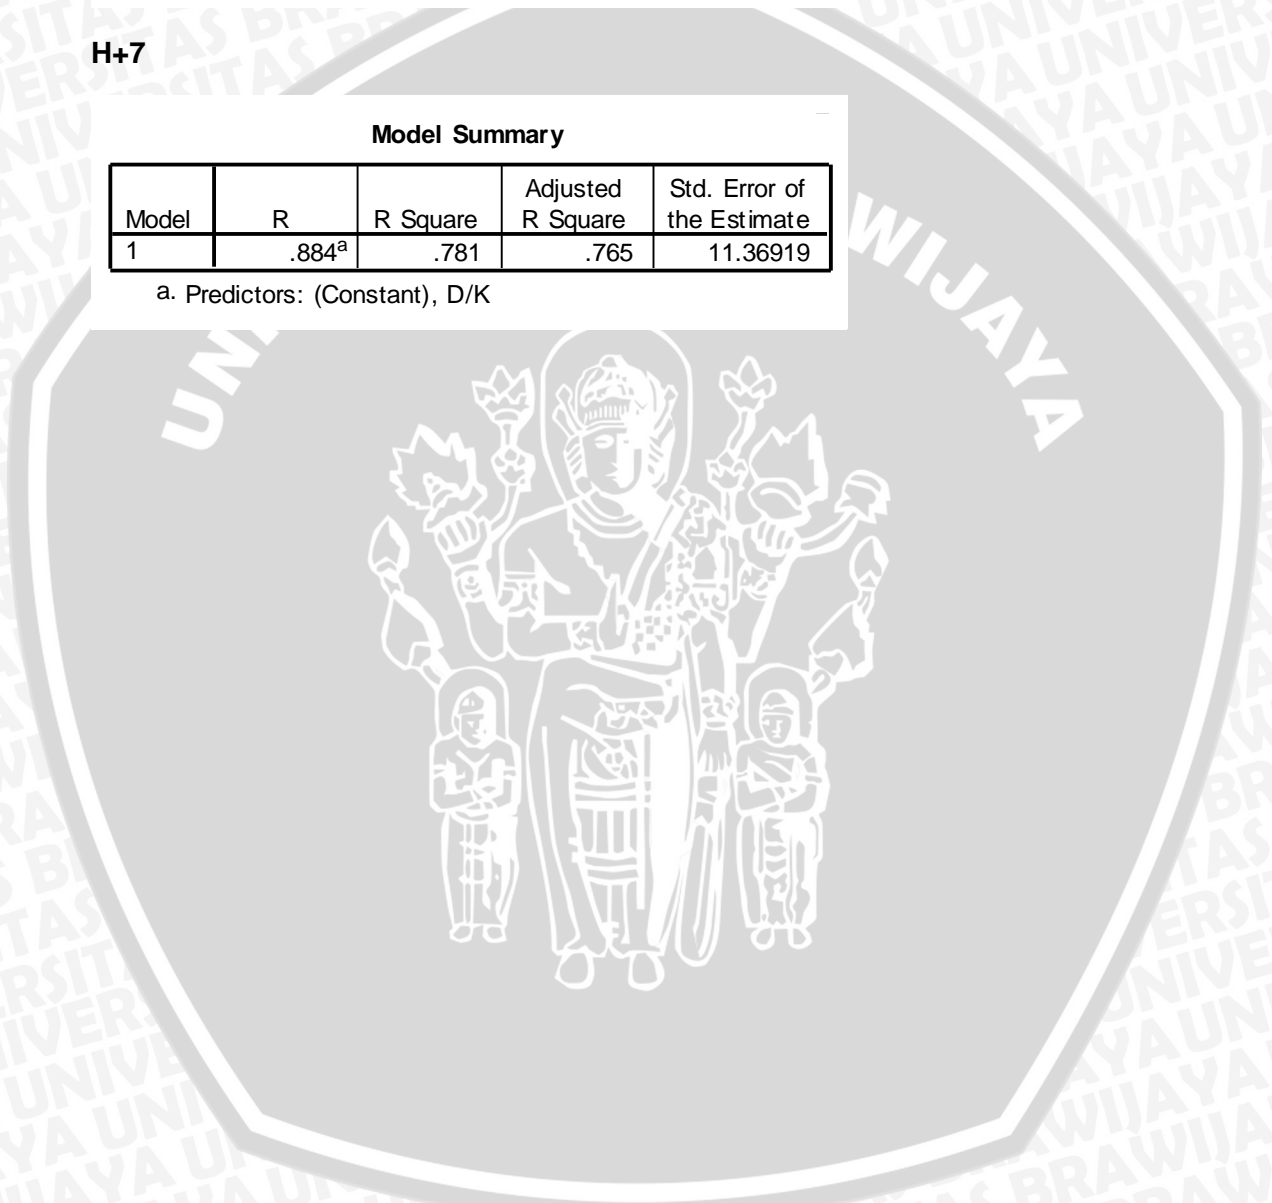 H+7
Model Summary
Model R R Square Adjusted R Square Std. Error of the Estimate
1 .884a .781 .765 11.36919
a. Predictors: (Constant), D/K
WIJAYA